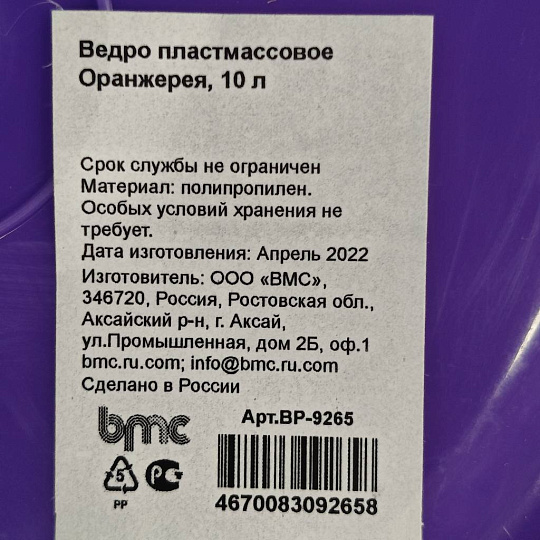 Ведро пластмассовое
Оранжерея, 10 л
Срок службы не ограничен
Материал: полипропилен.
Особых условий хранения не
требует.
Дата изготовления: Апрель 2022
Изготовитель: ООО «ВМС»,
346720, Россия, Ростовская обл.,
Аксайский р-н, г. Аксай,
ул.Промышленная, дом 2Б, оф.1
bmc.ru.com; info@bmc.ru.com
Сделано в России
bmc
Арт.ВР-9265
5
РС
PP
4670083092658